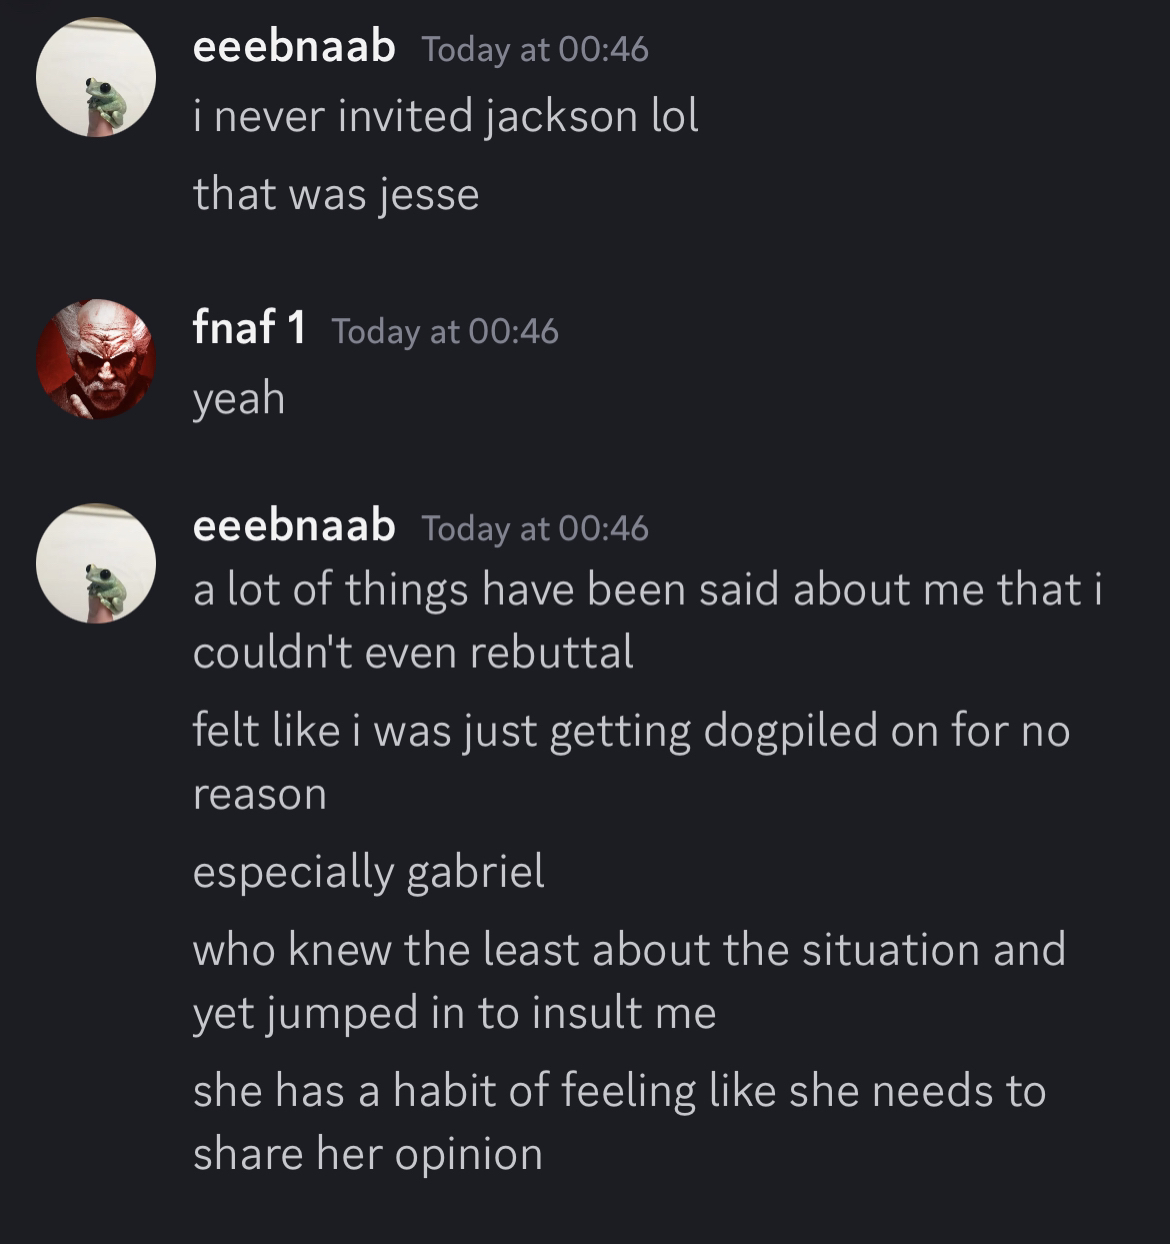 eeebnaab Today at 00:46
i never invited jackson lol
that was jesse
fnaf 1 Today at 00:46
yeah
eeebnaab Today at 00:46
a lot of things have been said about me that i
couldn't even rebuttal
felt like i was just getting dogpiled on for no
reason
especially gabriel
who knew the least about the situation and
yet jumped in to insult me
she has a habit of feeling like she needs to
share her opinion